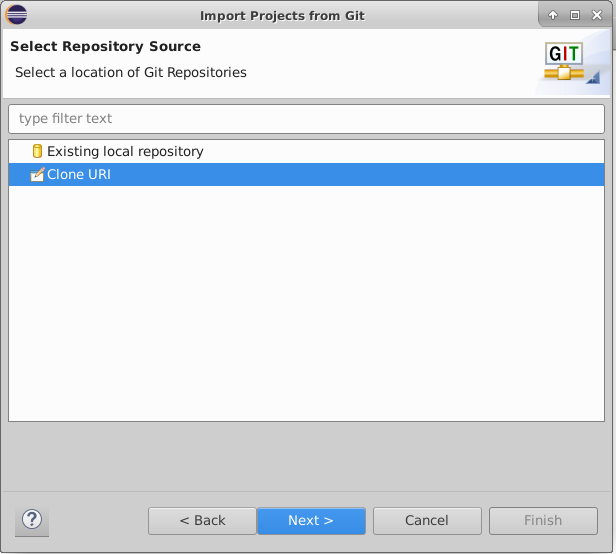 Import Projects from Git
Select Repository Source
Select a location of Git Repositories
GIT
type filter text
Existing local repository
Clone URI
?
< Back
Next >
Cancel
Finish